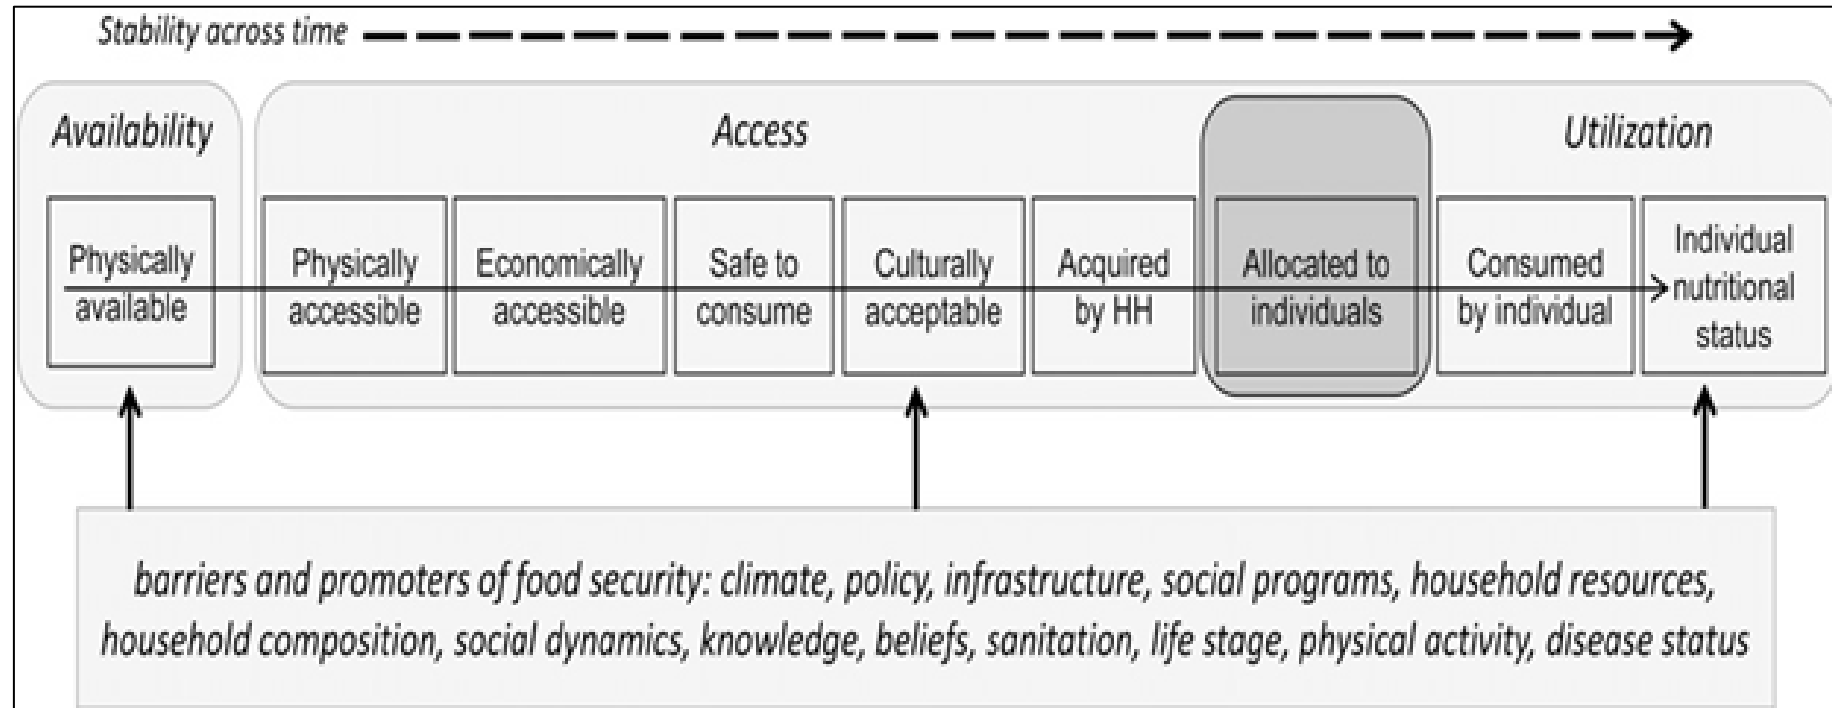 Stability across time
Availability
Access
Utilization
Physically
available
Physically
accessible
Economically
accessible
Safe to
consume
Culturally
acceptable
Acquired
by HH
Allocated to
individuals
Consumed
by individual
Individual
nutritional
status
barriers and promoters of food security: climate, policy, infrastructure, social programs, household resources,
household composition, social dynamics, knowledge, beliefs, sanitation, life stage, physical activity, disease status